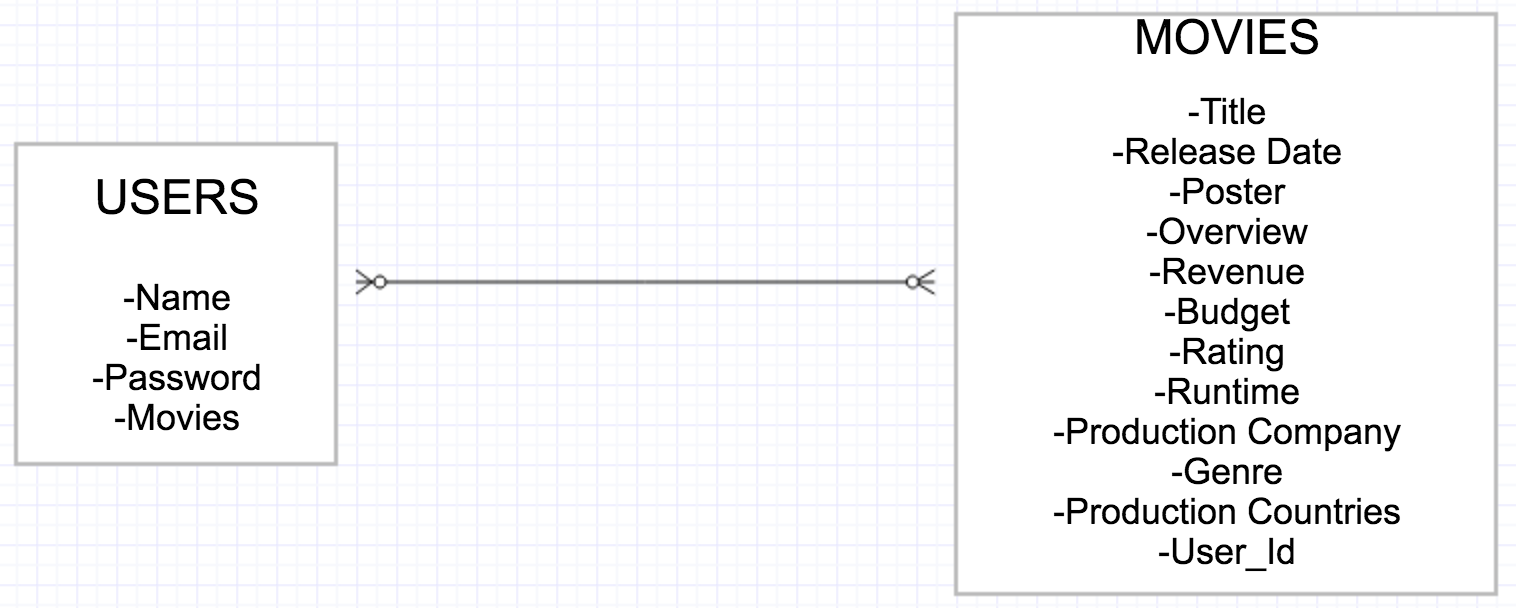 USERS
-Name
-Email
-Password
-Movies
MOVIES
-Title
-Release Date
-Poster
-Overview
-Revenue
-Budget
-Rating
-Runtime
-Production Company
-Genre
-Production Countries
-User_Id